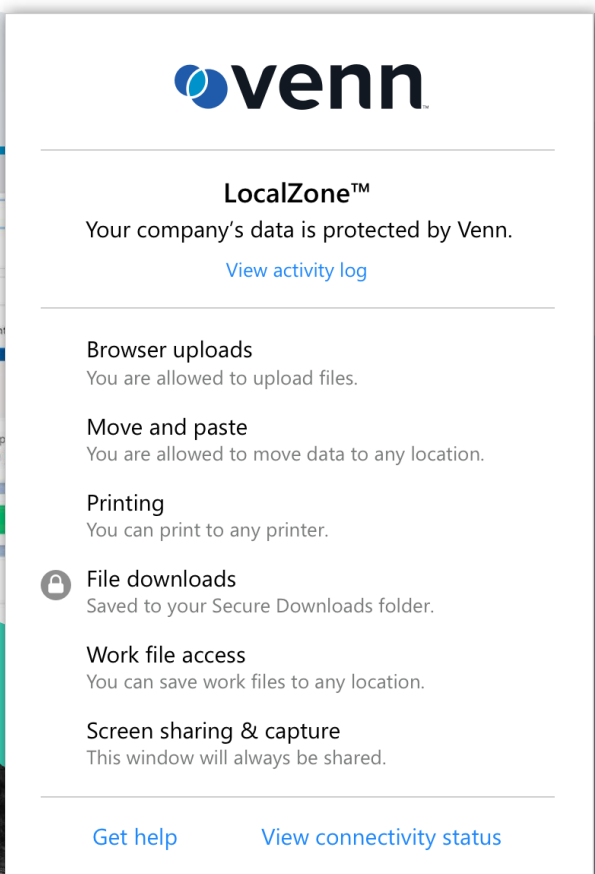 venn™
LocalZone™
Your company's data is protected by Venn.
View activity log
Browser uploads
You are allowed to upload files.
Move and paste
You are allowed to move data to any location.
Printing
You can print to any printer.
File downloads
Saved to your Secure Downloads folder.
Work file access
You can save work files to any location.
Screen sharing & capture
This window will always be shared.
Get help
View connectivity status